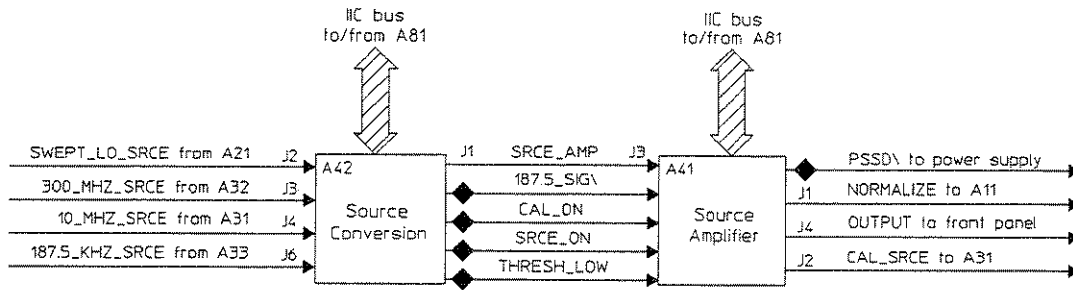 IIC bus
to/from A81
IIC bus
to/from A81
SWEPT_LO_SRCE from A21 J2
300_MHZ_SRCE from A32 J3
10_MHZ_SRCE from A31 J4
187.5_KHZ_SRCE from A33 J6
A42
Source
Conversion
J1 SRCE_AMP J3
187.5_SIG\
CAL_ON
SRCE_ON
THRESH_LOW
A41
Source
Amplifier
PSSD\ to power supply
J1 NORMALIZE to A11
J4 OUTPUT to front panel
J2 CAL_SRCE to A31